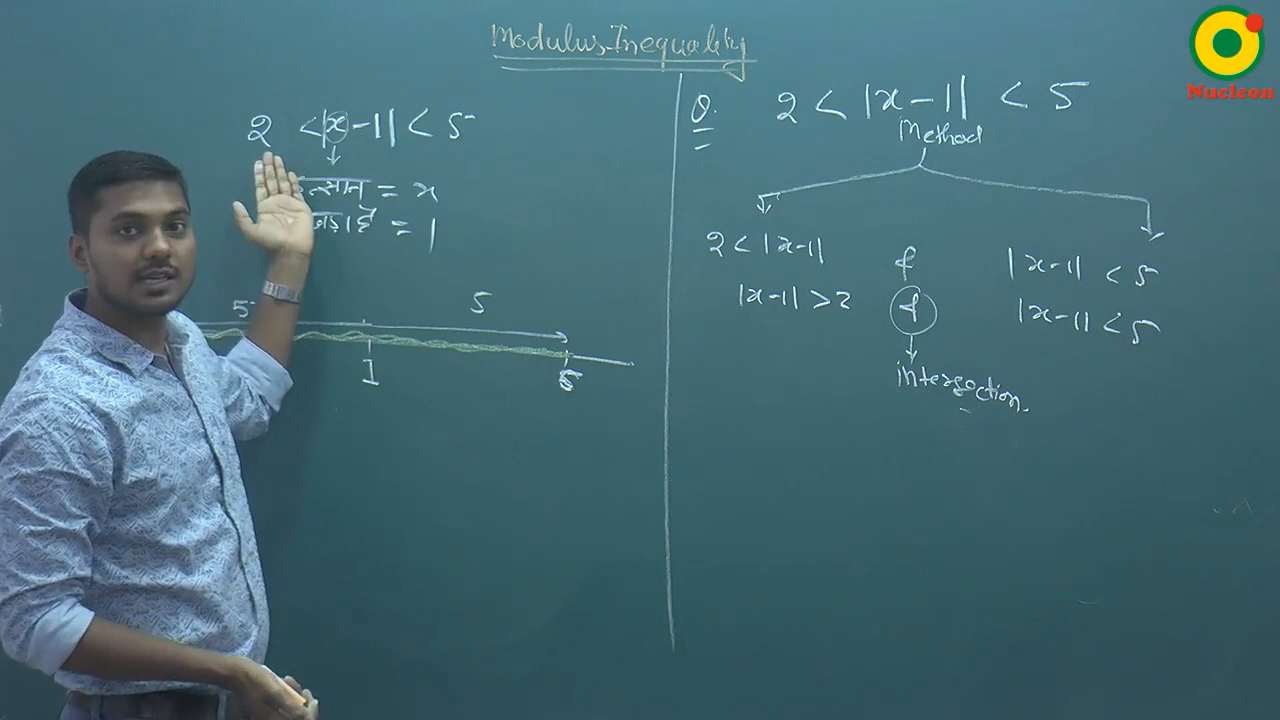 Modulus Inequality
2 < |x - 1| < 5
इन्सान = x
खड़ा है = 1
5
5
1
6
Q. 2 < |x - 1| < 5
Method
2 < |x-1| & |x-1| < 5
|x-1| > 2 & |x-1| < 5
intersection.
Nucleon